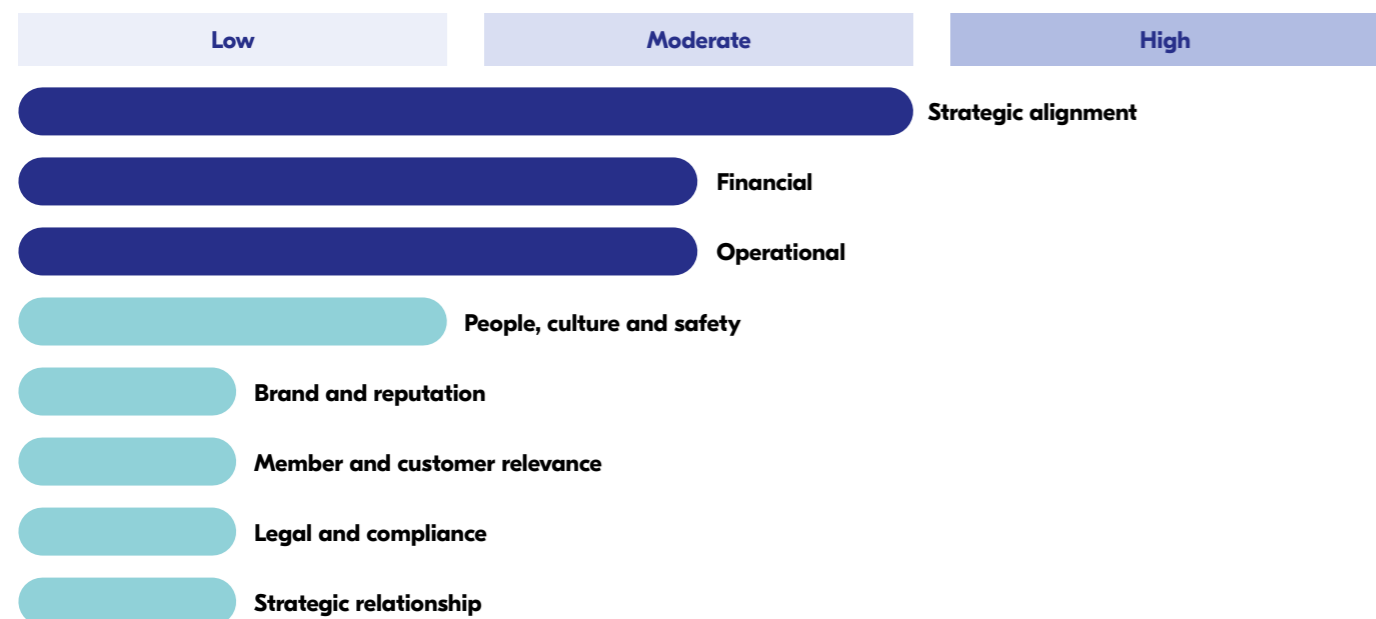 Low Moderate High
Strategic alignment
Financial
Operational
People, culture and safety
Brand and reputation
Member and customer relevance
Legal and compliance
Strategic relationship